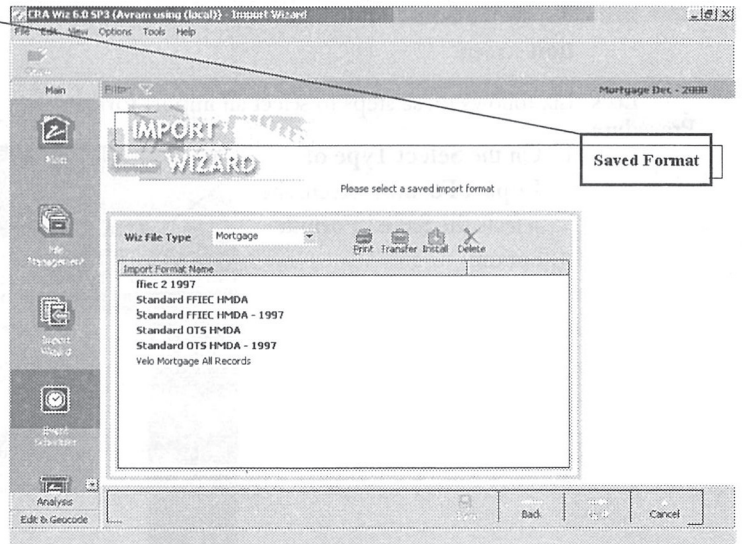 CRA Wiz 6.0 SP3 (Avram using (local)) - Import Wizard
File Edit View Options Tools Help
Main
Filter
Mortgage Dec - 2000
IMPORT
WIZARD
Saved Format
Please select a saved import format
Main
File
Management
Import
Wizard
Event
Scheduler
Wiz File Type Mortgage
Print Transfer Install Delete
Import Format Name
ffiec 2 1997
Standard FFIEC HMDA
Standard FFIEC HMDA - 1997
Standard OTS HMDA
Standard OTS HMDA - 1997
Velo Mortgage All Records
Analysis
Edit & Geocode
Back
Cancel